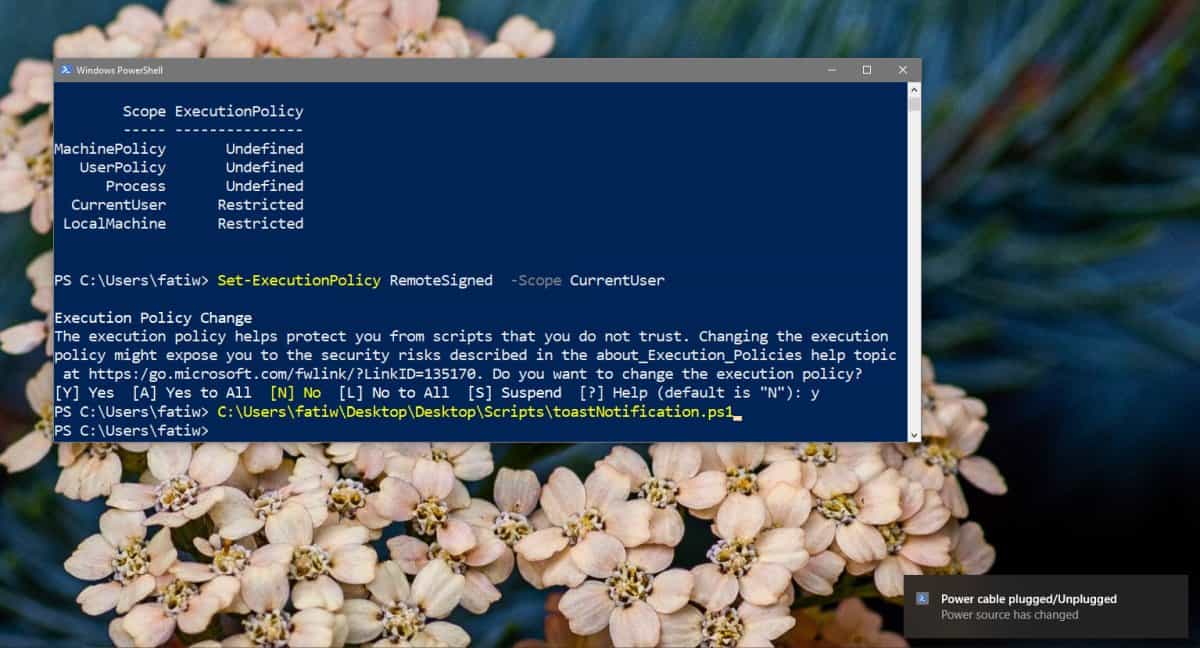 Windows PowerShell
Scope ExecutionPolicy
----- ---------------
MachinePolicy Undefined
UserPolicy Undefined
Process Undefined
CurrentUser Restricted
LocalMachine Restricted
PS C:\Users\fatiw> Set-ExecutionPolicy RemoteSigned -Scope CurrentUser
Execution Policy Change
The execution policy helps protect you from scripts that you do not trust. Changing the execution
policy might expose you to the security risks described in the about_Execution_Policies help topic
at https:/go.microsoft.com/fwlink/?LinkID=135170. Do you want to change the execution policy?
[Y] Yes [A] Yes to All [N] No [L] No to All [S] Suspend [?] Help (default is "N"): y
PS C:\Users\fatiw> C:\Users\fatiw\Desktop\Desktop\Scripts\toastNotification.ps1
PS C:\Users\fatiw>
Power cable plugged/Unplugged
Power source has changed